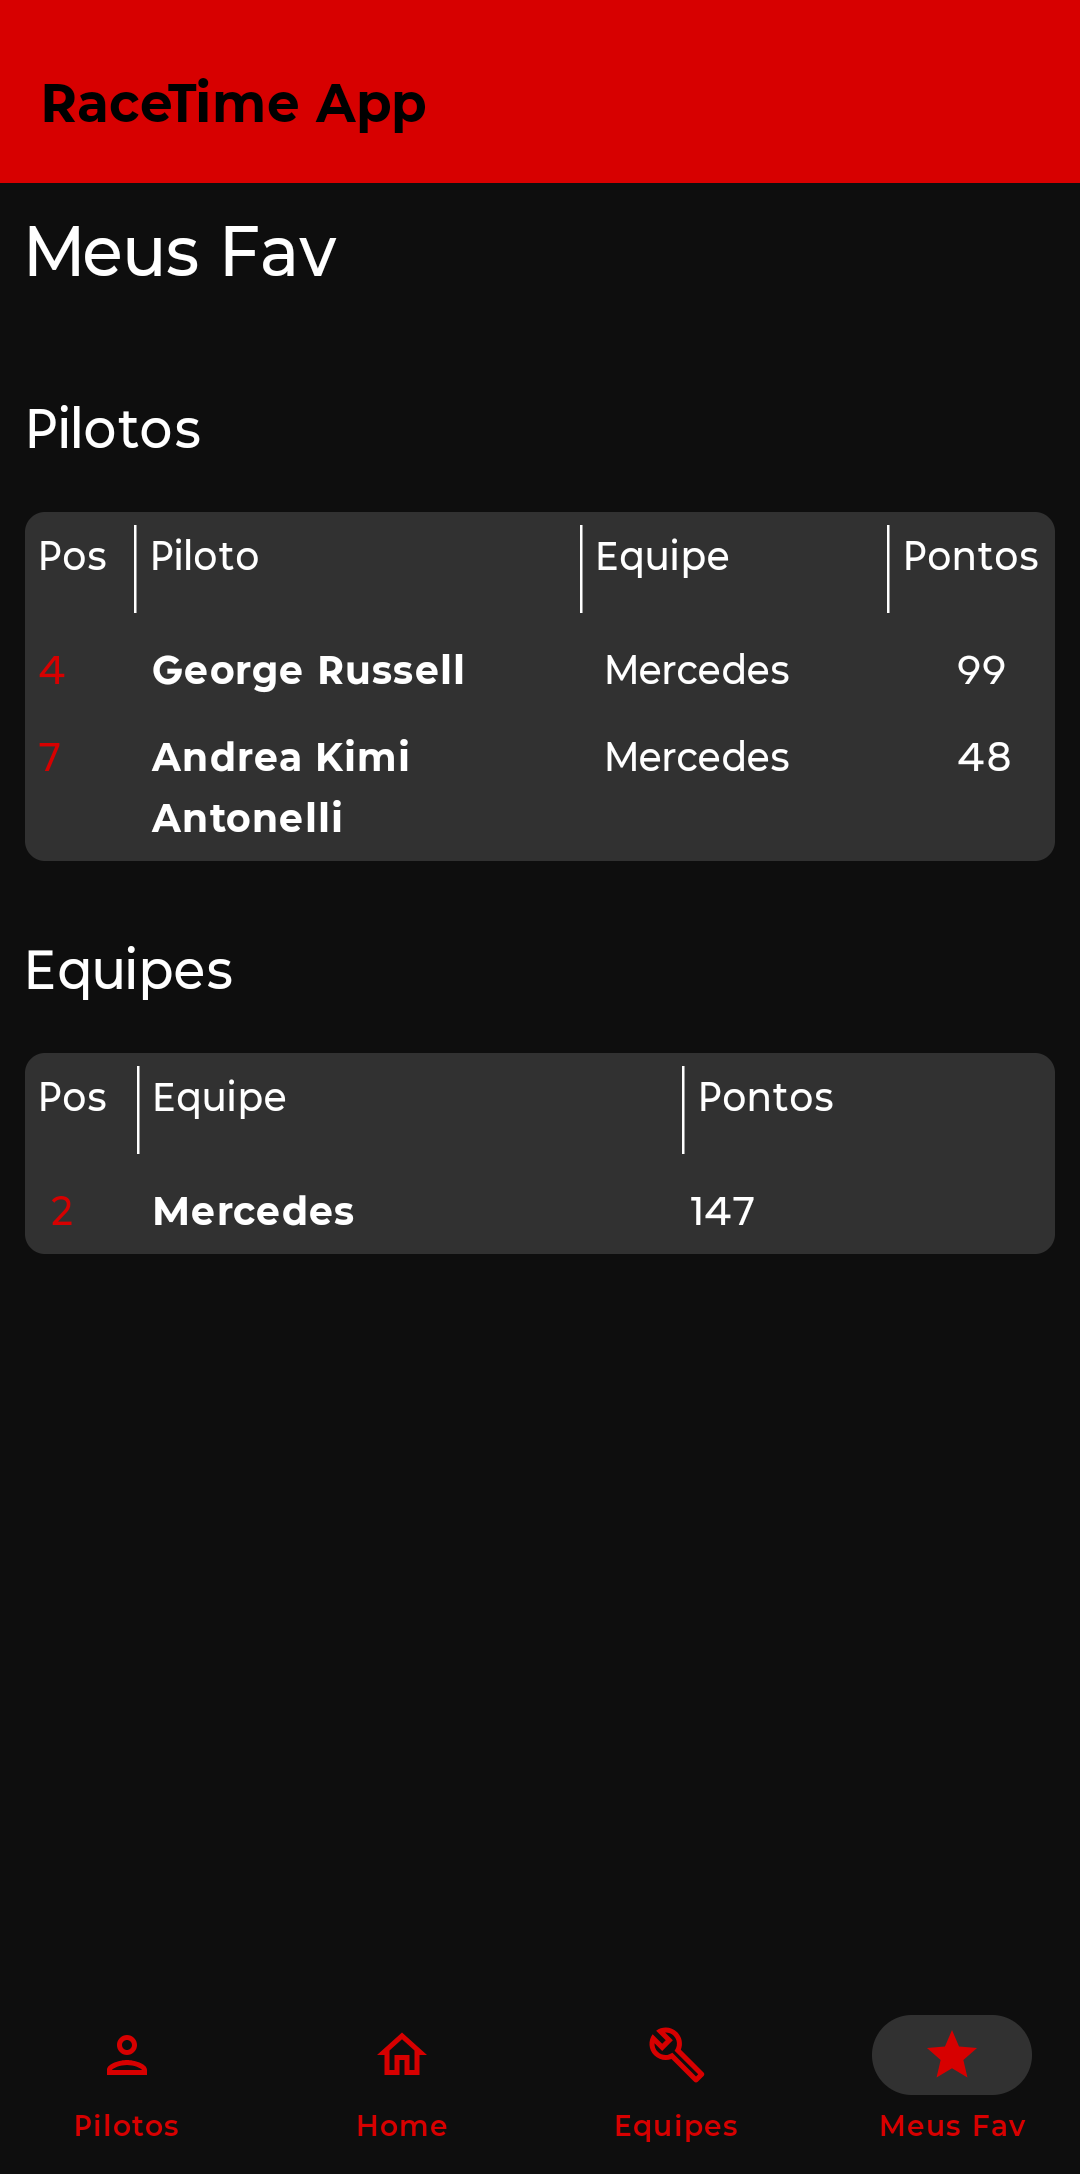 RaceTime App
Meus Fav
Pilotos
Pos Piloto Equipe Pontos
4 George Russell Mercedes 99
7 Andrea Kimi Mercedes 48
Antonelli
Equipes
Pos Equipe Pontos
2 Mercedes 147
Pilotos Home Equipes Meus Fav